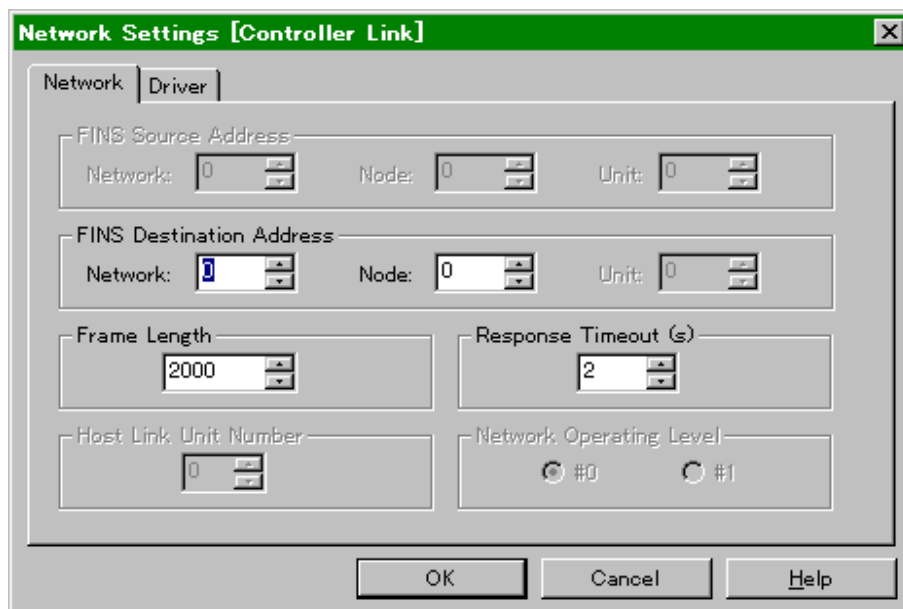 Network Settings [Controller Link]
Network Driver
FINS Source Address
Network: 0 Node: 0 Unit: 0
FINS Destination Address
Network: 0 Node: 0 Unit: 0
Frame Length Response Timeout (s)
2000 2
Host Link Unit Number Network Operating Level
0 #0 #1
OK Cancel Help